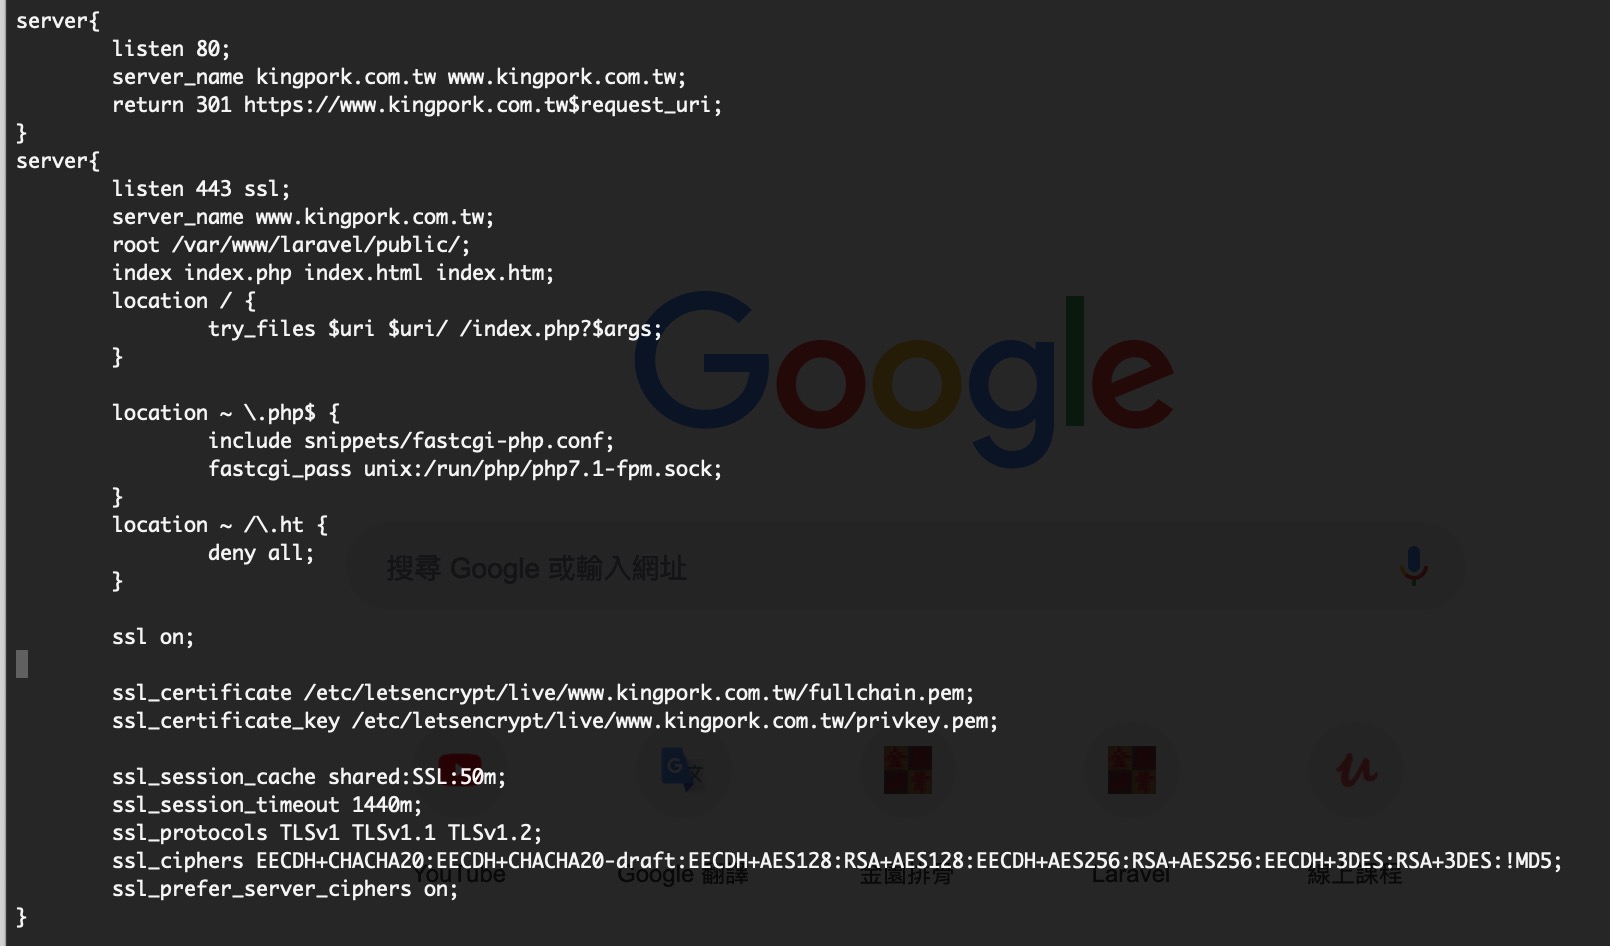 server{
listen 80;
server_name kingpork.com.tw www.kingpork.com.tw;
return 301 https://www.kingpork.com.tw$request_uri;
}
server{
listen 443 ssl;
server_name www.kingpork.com.tw;
root /var/www/laravel/public/;
index index.php index.html index.htm;
location / {
try_files $uri $uri/ /index.php?$args;
}
location ~ \.php$ {
include snippets/fastcgi-php.conf;
fastcgi_pass unix:/run/php/php7.1-fpm.sock;
}
location ~ /\.ht {
deny all;
}
ssl on;
ssl_certificate /etc/letsencrypt/live/www.kingpork.com.tw/fullchain.pem;
ssl_certificate_key /etc/letsencrypt/live/www.kingpork.com.tw/privkey.pem;
ssl_session_cache shared:SSL:50m;
ssl_session_timeout 1440m;
ssl_protocols TLSv1 TLSv1.1 TLSv1.2;
ssl_ciphers EECDH+CHACHA20:EECDH+CHACHA20-draft:EECDH+AES128:RSA+AES128:EECDH+AES256:RSA+AES256:EECDH+3DES:RSA+3DES:!MD5;
ssl_prefer_server_ciphers on;
}
Google
搜尋 Google 或輸入網址
YouTube
Google 翻譯
金園排骨
Laravel
線上課程